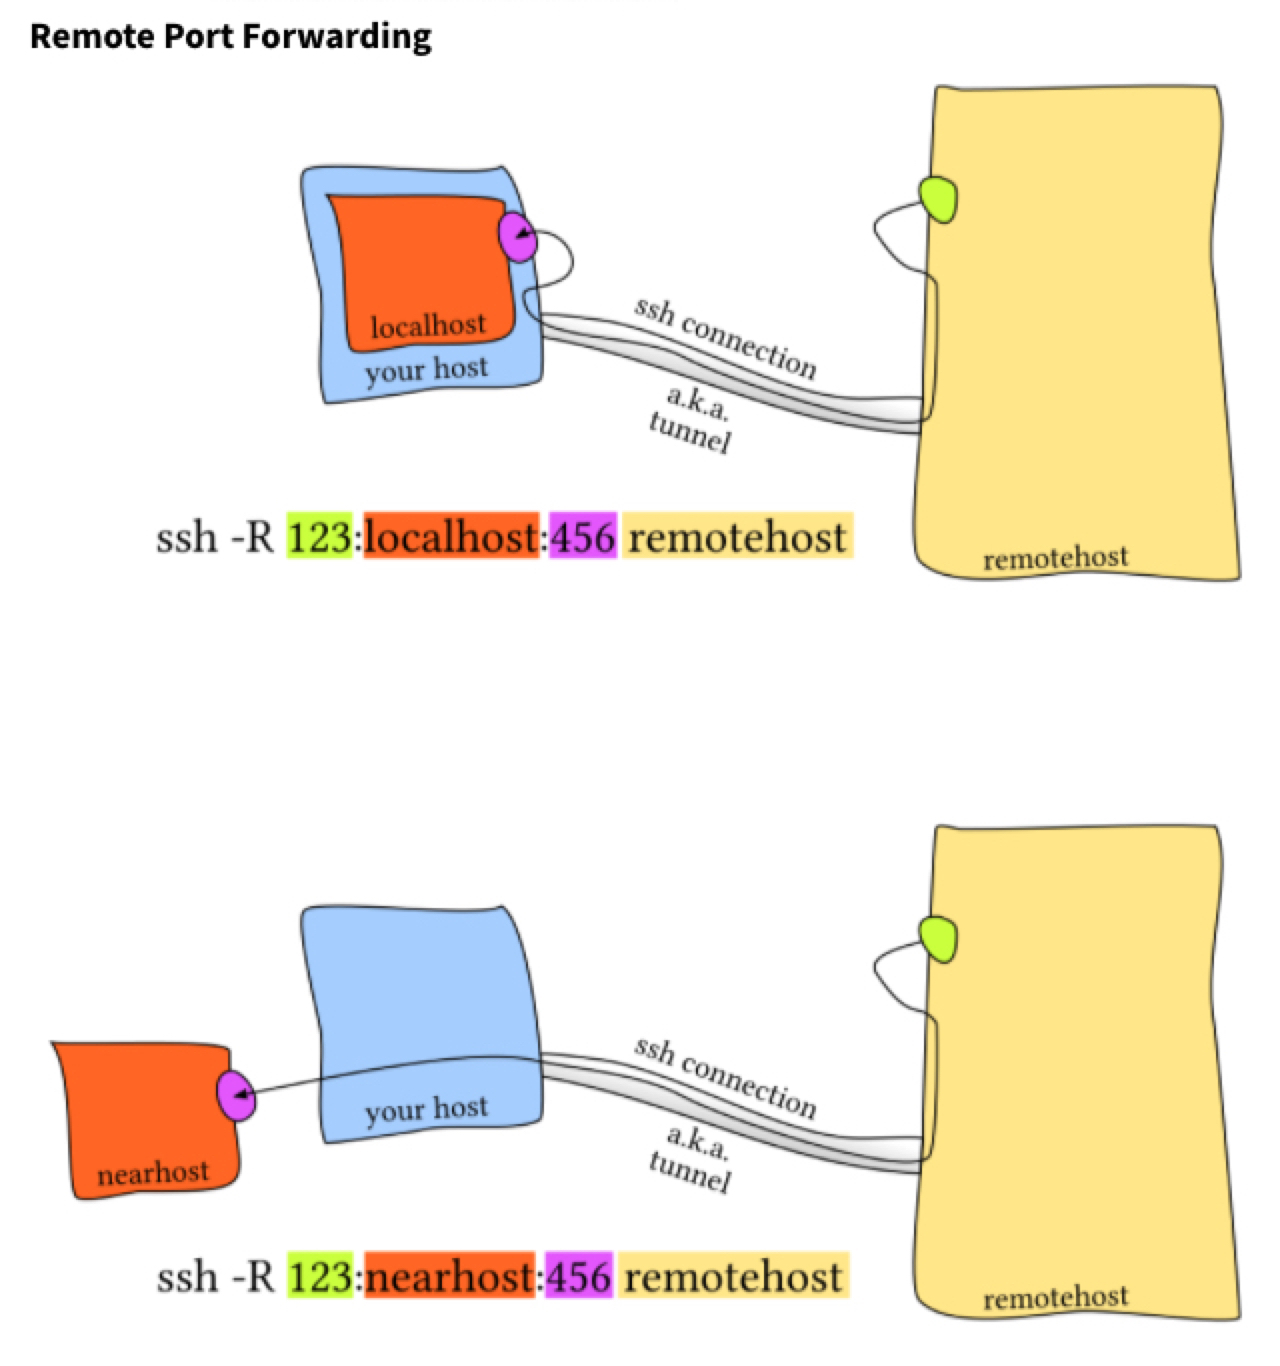 Remote Port Forwarding
localhost
your host
ssh connection
a.k.a.
tunnel
remotehost
ssh -R 123:localhost:456 remotehost
your host
nearhost
ssh connection
a.k.a.
tunnel
remotehost
ssh -R 123:nearhost:456 remotehost